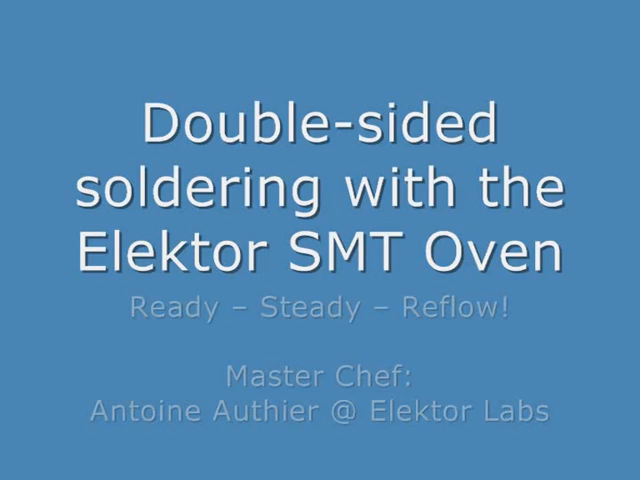 Double-sided
soldering with the
Elektor SMT Oven
Ready – Steady – Reflow!
Master Chef:
Antoine Authier @ Elektor Labs